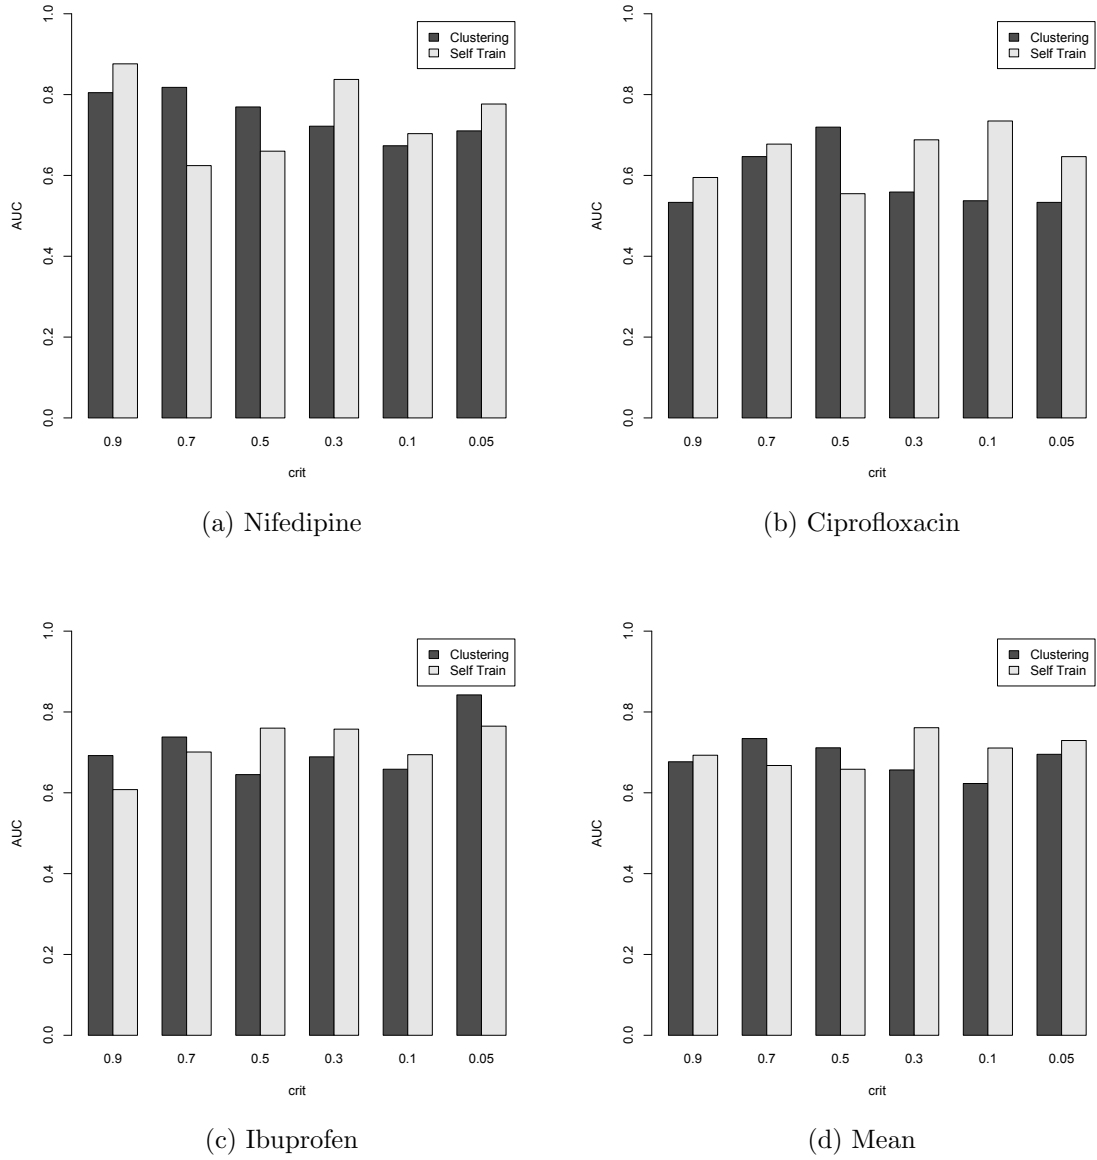 1.0
0.8
0.6
0.4
0.2
0.0
AUC
Clustering
Self Train
0.9 0.7 0.5 0.3 0.1 0.05
crit
(a) Nifedipine
1.0
0.8
0.6
0.4
0.2
0.0
AUC
Clustering
Self Train
0.9 0.7 0.5 0.3 0.1 0.05
crit
(b) Ciprofloxacin
1.0
0.8
0.6
0.4
0.2
0.0
AUC
Clustering
Self Train
0.9 0.7 0.5 0.3 0.1 0.05
crit
(c) Ibuprofen
1.0
0.8
0.6
0.4
0.2
0.0
AUC
Clustering
Self Train
0.9 0.7 0.5 0.3 0.1 0.05
crit
(d) Mean